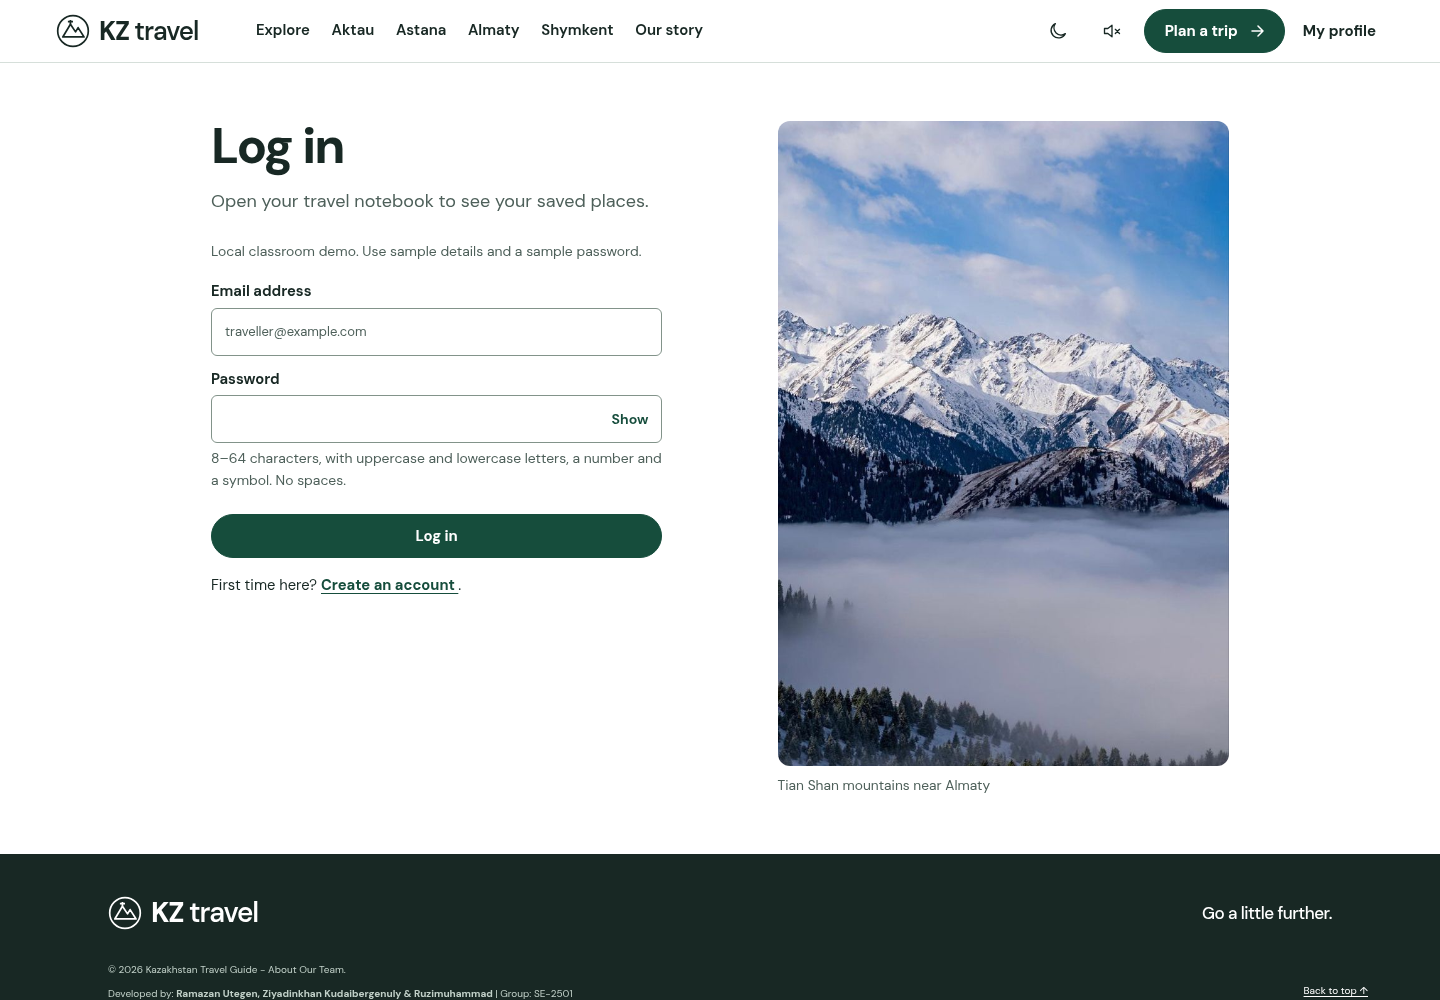 KZ travel
Explore Aktau Astana Almaty Shymkent Our story
Plan a trip → My profile
Log in
Open your travel notebook to see your saved places.
Local classroom demo. Use sample details and a sample password.
Email address
traveller@example.com
Password
Show
8–64 characters, with uppercase and lowercase letters, a number and
a symbol. No spaces.
Log in
First time here? Create an account .
Tian Shan mountains near Almaty
KZ travel
Go a little further.
© 2026 Kazakhstan Travel Guide - About Our Team.
Developed by: Ramazan Utegen, Ziyadinkhan Kudaibergenuly & Ruzimuhammad | Group: SE-2501
Back to top ↑